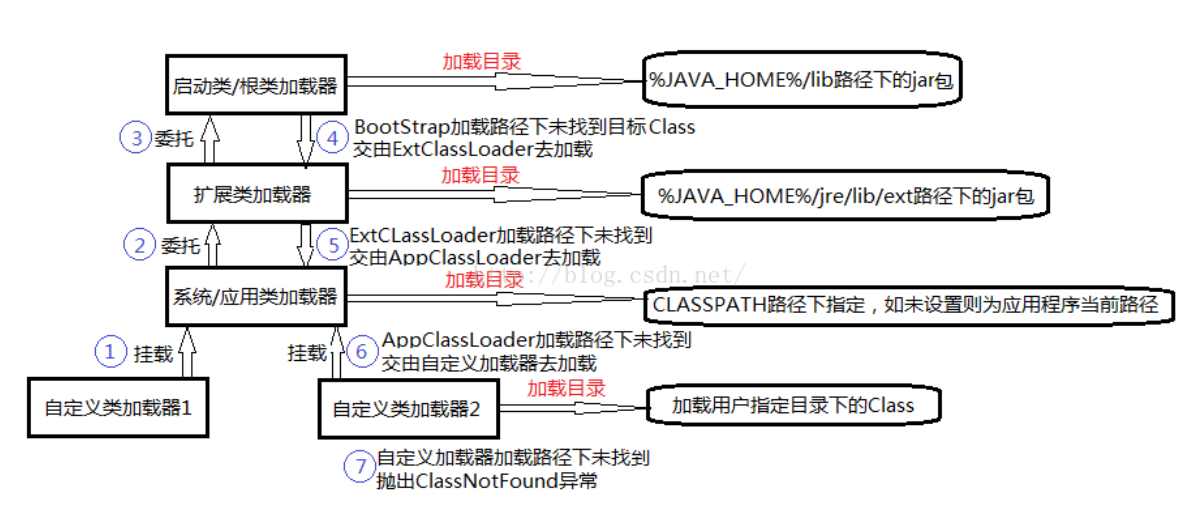 加载目录
启动类/根类加载器
%JAVA_HOME%/lib路径下的jar包
③ 委托
④ BootStrap加载路径下未找到目标Class
交由ExtClassLoader去加载
加载目录
扩展类加载器
%JAVA_HOME%/jre/lib/ext路径下的jar包
② 委托
⑤ ExtCLassLoader加载路径下未找到
交由AppClassLoader去加载
http://blog.csdn.net/
加载目录
系统/应用类加载器
CLASSPATH路径下指定，如未设置则为应用程序当前路径
① 挂载
挂载
⑥ AppClassLoader加载路径下未找到
交由自定义加载器去加载
加载目录
自定义类加载器1
自定义类加载器2
加载用户指定目录下的Class
⑦ 自定义加载器加载路径下未找到
抛出ClassNotFound异常